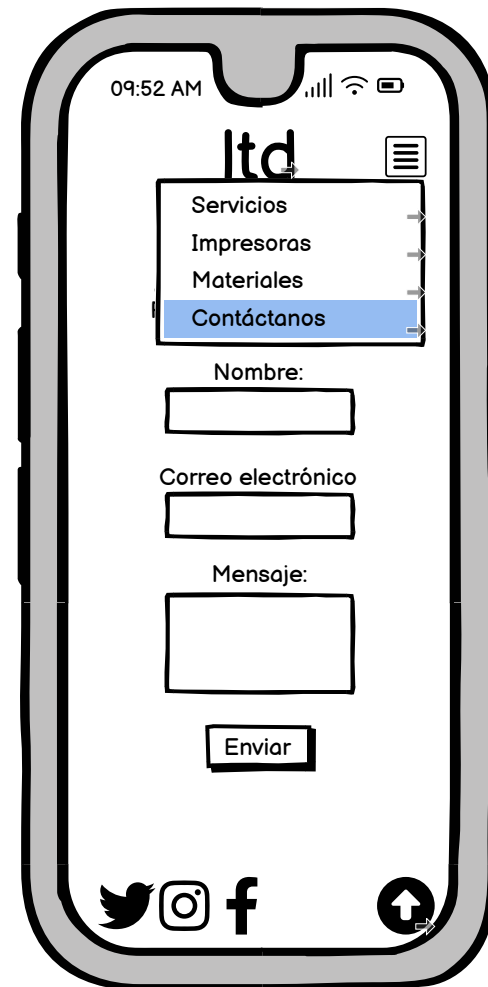 09:52 AM
ltd
Servicios
Impresoras
Materiales
Contáctanos
Nombre:
Correo electrónico
Mensaje:
Enviar